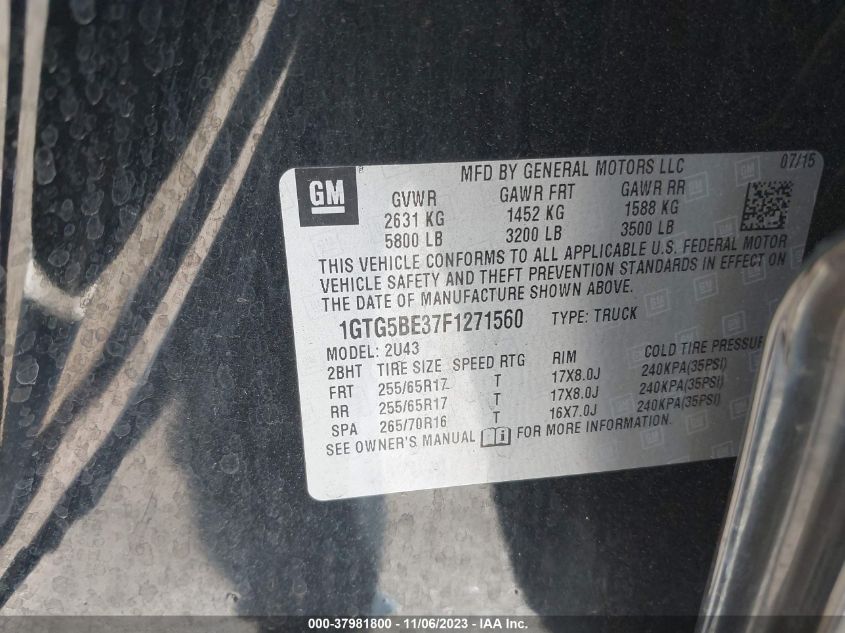 GM
MFD BY GENERAL MOTORS LLC 07/15
GVWR GAWR FRT GAWR RR
2631 KG 1452 KG 1588 KG
5800 LB 3200 LB 3500 LB
THIS VEHICLE CONFORMS TO ALL APPLICABLE U.S. FEDERAL MOTOR
VEHICLE SAFETY AND THEFT PREVENTION STANDARDS IN EFFECT ON
THE DATE OF MANUFACTURE SHOWN ABOVE.
1GTG5BE37F1271560 TYPE: TRUCK
MODEL: 2U43
2BHT TIRE SIZE SPEED RTG RIM COLD TIRE PRESSUR
FRT 255/65R17 T 17X8.0J 240KPA(35PSI)
RR 255/65R17 T 17X8.0J 240KPA(35PSI)
SPA 265/70R16 T 16X7.0J 240KPA(35PSI)
SEE OWNER'S MANUAL FOR MORE INFORMATION.
000-37981800 - 11/06/2023 - IAA Inc.